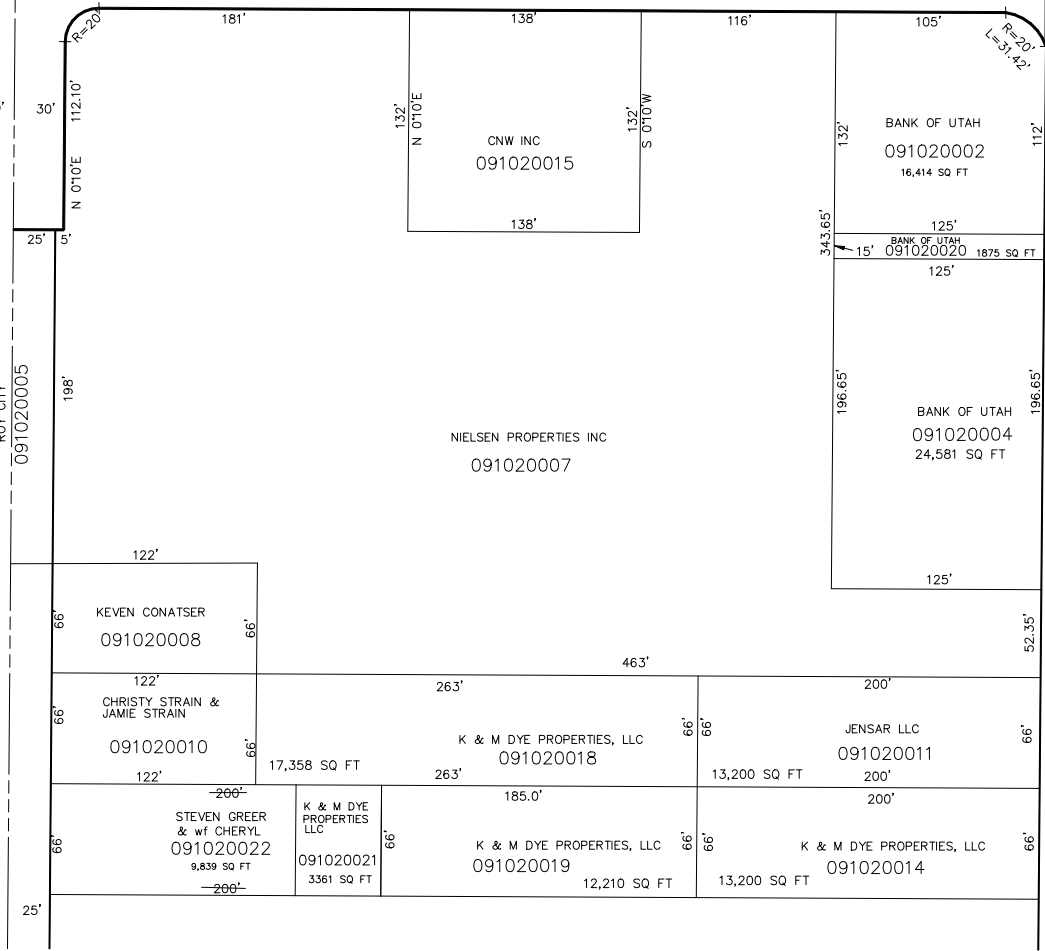 181'
138'
116'
105'
R=20'
R=20'
L=31.42'
30'
112.10'
N 0°10'E
132'
N 0°10'E
CNW INC
091020015
132'
S 0°10'W
138'
132'
BANK OF UTAH
091020002
16,414 SQ FT
112'
125'
25'
5'
343.65'
15'
BANK OF UTAH
091020020
1875 SQ FT
125'
ROY CITY
091020005
198'
196.65'
196.65'
BANK OF UTAH
091020004
24,581 SQ FT
NIELSEN PROPERTIES INC
091020007
125'
122'
66'
KEVEN CONATSER
091020008
66'
52.35'
463'
122'
263'
200'
66'
CHRISTY STRAIN &
JAMIE STRAIN
091020010
66'
17,358 SQ FT
K & M DYE PROPERTIES, LLC
091020018
66'
66'
JENSAR LLC
091020011
13,200 SQ FT
66'
122'
263'
200'
200'
185.0'
200'
66'
STEVEN GREER
& wf CHERYL
091020022
9,839 SQ FT
200'
K & M DYE
PROPERTIES
LLC
091020021
3361 SQ FT
66'
K & M DYE PROPERTIES, LLC
091020019
12,210 SQ FT
66'
66'
K & M DYE PROPERTIES, LLC
091020014
13,200 SQ FT
66'
25'